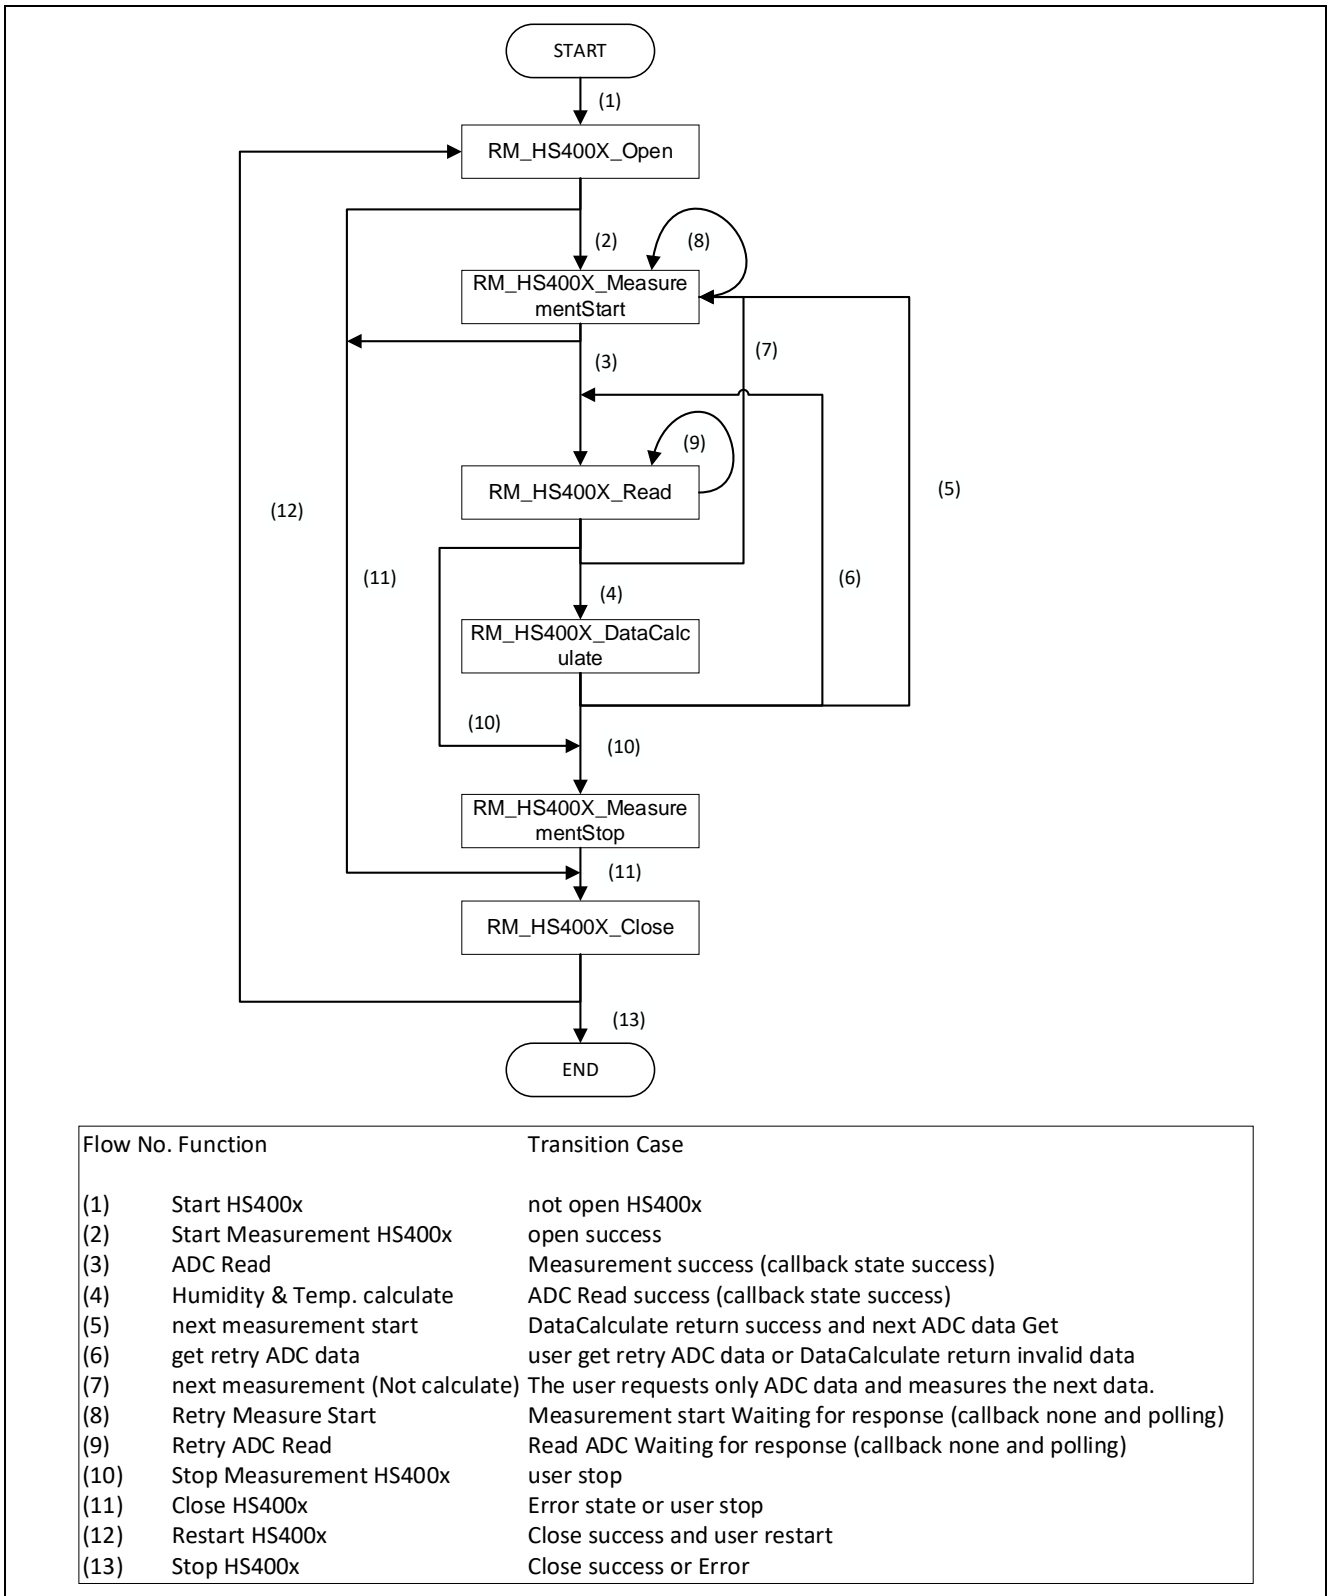 START
(1)
RM_HS400X_Open
(2)
(8)
RM_HS400X_Measure
mentStart
(3)
(7)
(9)
RM_HS400X_Read
(5)
(12)
(11)
(6)
(4)
RM_HS400X_DataCalc
ulate
(10)
(10)
RM_HS400X_Measure
mentStop
(11)
RM_HS400X_Close
(13)
END
Flow No. Function Transition Case
(1) Start HS400x not open HS400x
(2) Start Measurement HS400x open success
(3) ADC Read Measurement success (callback state success)
(4) Humidity & Temp. calculate ADC Read success (callback state success)
(5) next measurement start DataCalculate return success and next ADC data Get
(6) get retry ADC data user get retry ADC data or DataCalculate return invalid data
(7) next measurement (Not calculate) The user requests only ADC data and measures the next data.
(8) Retry Measure Start Measurement start Waiting for response (callback none and polling)
(9) Retry ADC Read Read ADC Waiting for response (callback none and polling)
(10) Stop Measurement HS400x user stop
(11) Close HS400x Error state or user stop
(12) Restart HS400x Close success and user restart
(13) Stop HS400x Close success or Error